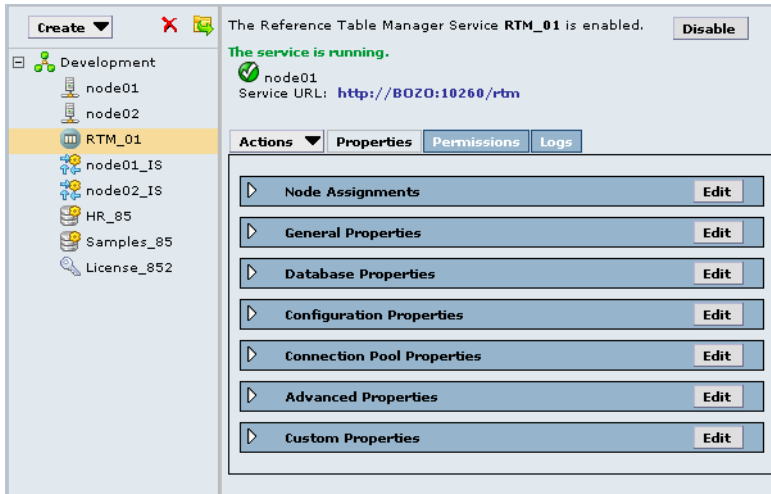 Create
Development
node01
node02
RTM_01
node01_IS
node02_IS
HR_85
Samples_85
License_852
The Reference Table Manager Service RTM_01 is enabled.
Disable
The service is running.
node01
Service URL: http://BOZO:10260/rtm
Actions Properties Permissions Logs
Node Assignments Edit
General Properties Edit
Database Properties Edit
Configuration Properties Edit
Connection Pool Properties Edit
Advanced Properties Edit
Custom Properties Edit